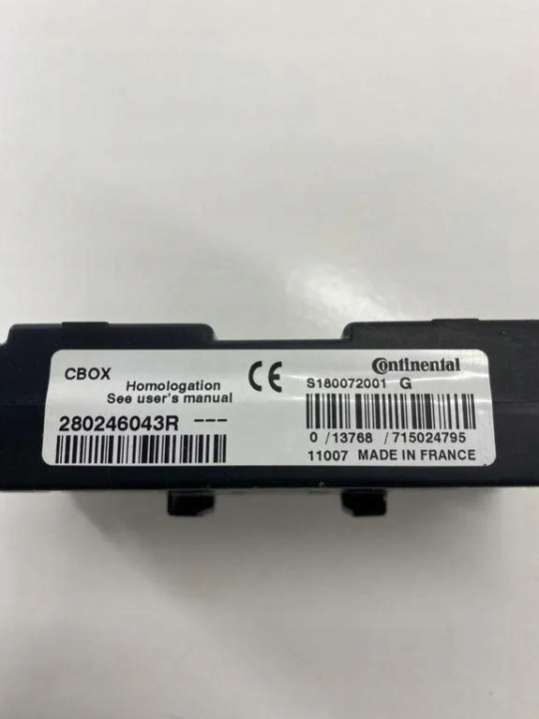 CBOX
Homologation
See user's manual
280246043R ---
CE
Continental
S180072001 G
0 /13768 /715024795
11007 MADE IN FRANCE